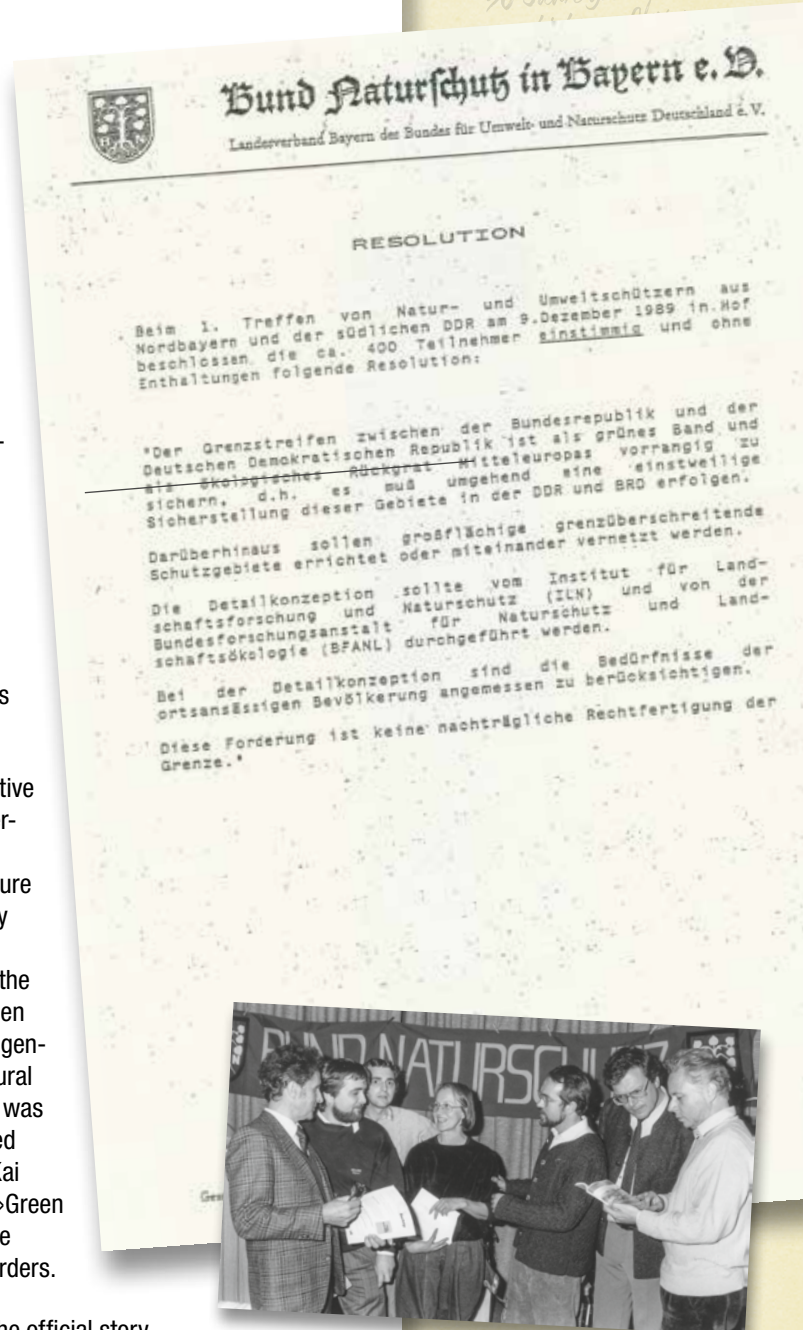 Bund Naturschutz in Bayern e.V.
Landesverband Bayern des Bundes für Umwelt- und Naturschutz Deutschland e. V.
RESOLUTION
Beim 1. Treffen von Natur- und Umweltschützern aus
Nordbayern und der südlichen DDR am 9.Dezember 1989 in Hof
beschlossen die ca. 400 Teilnehmer einstimmig und ohne
Enthaltungen folgende Resolution:
"Der Grenzstreifen zwischen der Bundesrepublik und der
Deutschen Demokratischen Republik ist als grünes Band und
als ökologisches Rückgrat Mitteleuropas vorrangig zu
sichern, d.h. es muß umgehend eine einstweilige
Sicherstellung dieser Gebiete in der DDR und BRD erfolgen.
Darüberhinaus sollen großflächige grenzüberschreitende
Schutzgebiete errichtet oder miteinander vernetzt werden.
Die Detailkonzeption sollte vom Institut für Land-
schaftsforschung und Naturschutz (ILN) und von der
Bundesforschungsanstalt für Naturschutz und Land-
schaftsökologie (BFANL) durchgeführt werden.
Bei der Detailkonzeption sind die Bedürfnisse der
ortsansässigen Bevölkerung angemessen zu berücksichtigen.
Diese Forderung ist keine nachträgliche Rechtfertigung der
Grenze."
-
s
tive
r-
ure
y
the
en
gen-
ural
was
ed
Kai
»Green
e
rders.
official story
BUND NATURSCHUTZ